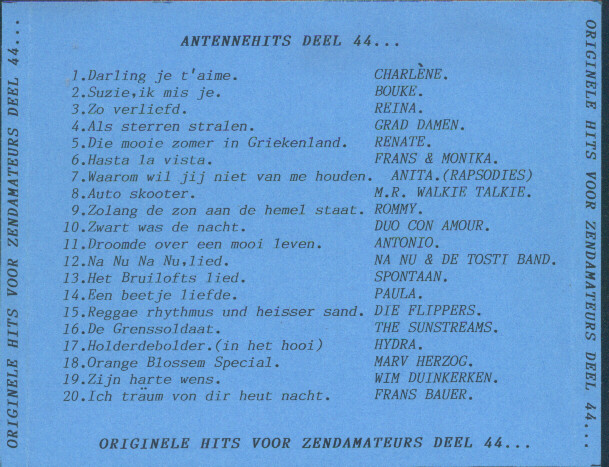 ORIGINELE HITS VOOR ZENDAMATEURS DEEL 44...
ANTENNEHITS DEEL 44...
1.Darling je t'aime. CHARLÈNE.
2.Suzie,ik mis je. BOUKE.
3.Zo verliefd. REINA.
4.Als sterren stralen. GRAD DAMEN.
5.Die mooie zomer in Griekenland. RENATE.
6.Hasta la vista. FRANS & MONIKA.
7.Waarom wil jij niet van me houden. ANITA.(RAPSODIES)
8.Auto skooter. M.R. WALKIE TALKIE.
9.Zolang de zon aan de hemel staat. ROMMY.
10.Zwart was de nacht. DUO CON AMOUR.
11.Droomde over een mooi leven. ANTONIO.
12.Na Nu Na Nu,lied. NA NU & DE TOSTI BAND.
13.Het Bruilofts lied. SPONTAAN.
14.Een beetje liefde. PAULA.
15.Reggae rhythmus und heisser sand. DIE FLIPPERS.
16.De Grenssoldaat. THE SUNSTREAMS.
17.Holderdebolder.(in het hooi) HYDRA.
18.Orange Blossem Special. MARV HERZOG.
19.Zijn harte wens. WIM DUINKERKEN.
20.Ich träum von dir heut nacht. FRANS BAUER.
ORIGINELE HITS VOOR ZENDAMATEURS DEEL 44...
ORIGINELE HITS VOOR ZENDAMATEURS DEEL 44...